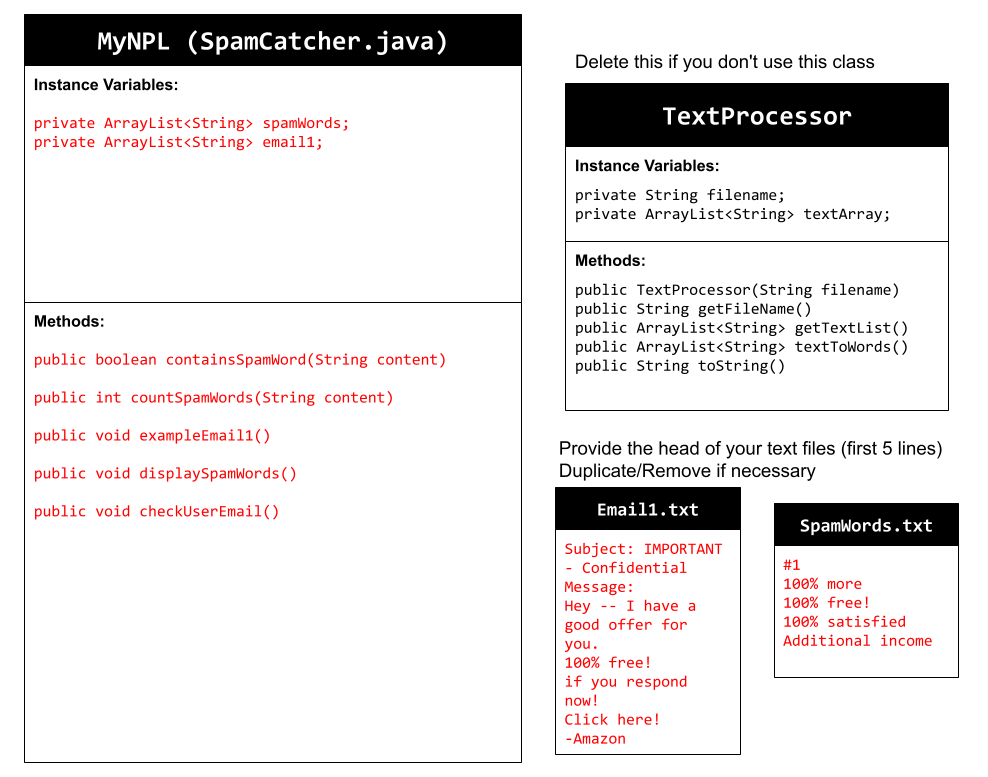 MyNPL (SpamCatcher.java)
Instance Variables:
private ArrayList<String> spamWords;
private ArrayList<String> email1;
Methods:
public boolean containsSpamWord(String content)
public int countSpamWords(String content)
public void exampleEmail1()
public void displaySpamWords()
public void checkUserEmail()
Delete this if you don't use this class
TextProcessor
Instance Variables:
private String filename;
private ArrayList<String> textArray;
Methods:
public TextProcessor(String filename)
public String getFileName()
public ArrayList<String> getTextList()
public ArrayList<String> textToWords()
public String toString()
Provide the head of your text files (first 5 lines)
Duplicate/Remove if necessary
Email1.txt
Subject: IMPORTANT
- Confidential
Message:
Hey -- I have a
good offer for
you.
100% free!
if you respond
now!
Click here!
-Amazon
SpamWords.txt
#1
100% more
100% free!
100% satisfied
Additional income